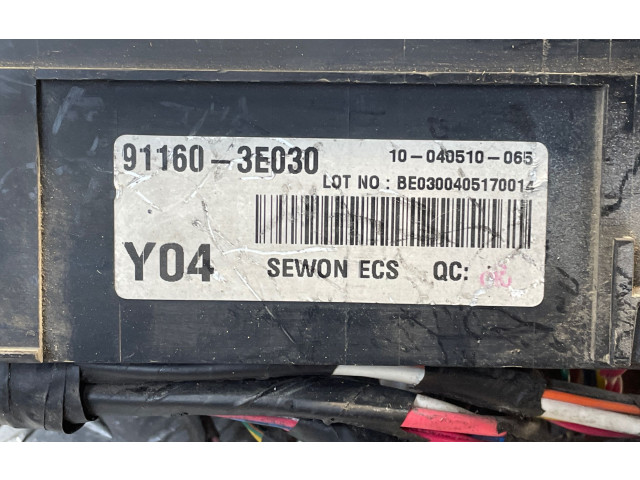 91160-3E030 10-040510-065
LOT NO : BE0300405170014
Y04 SEWON ECS QC: